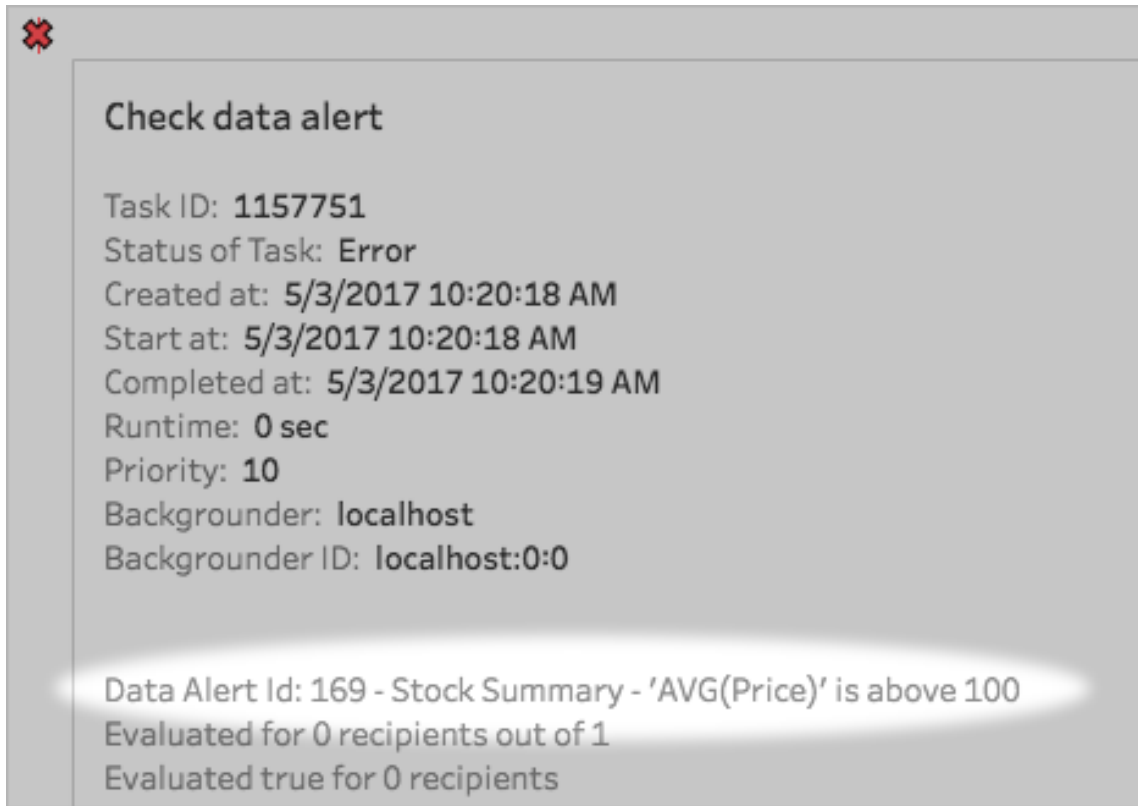 Check data alert
Task ID: 1157751
Status of Task: Error
Created at: 5/3/2017 10:20:18 AM
Start at: 5/3/2017 10:20:18 AM
Completed at: 5/3/2017 10:20:19 AM
Runtime: 0 sec
Priority: 10
Backgrounder: localhost
Backgrounder ID: localhost:0:0
Data Alert Id: 169 - Stock Summary - 'AVG(Price)' is above 100
Evaluated for 0 recipients out of 1
Evaluated true for 0 recipients